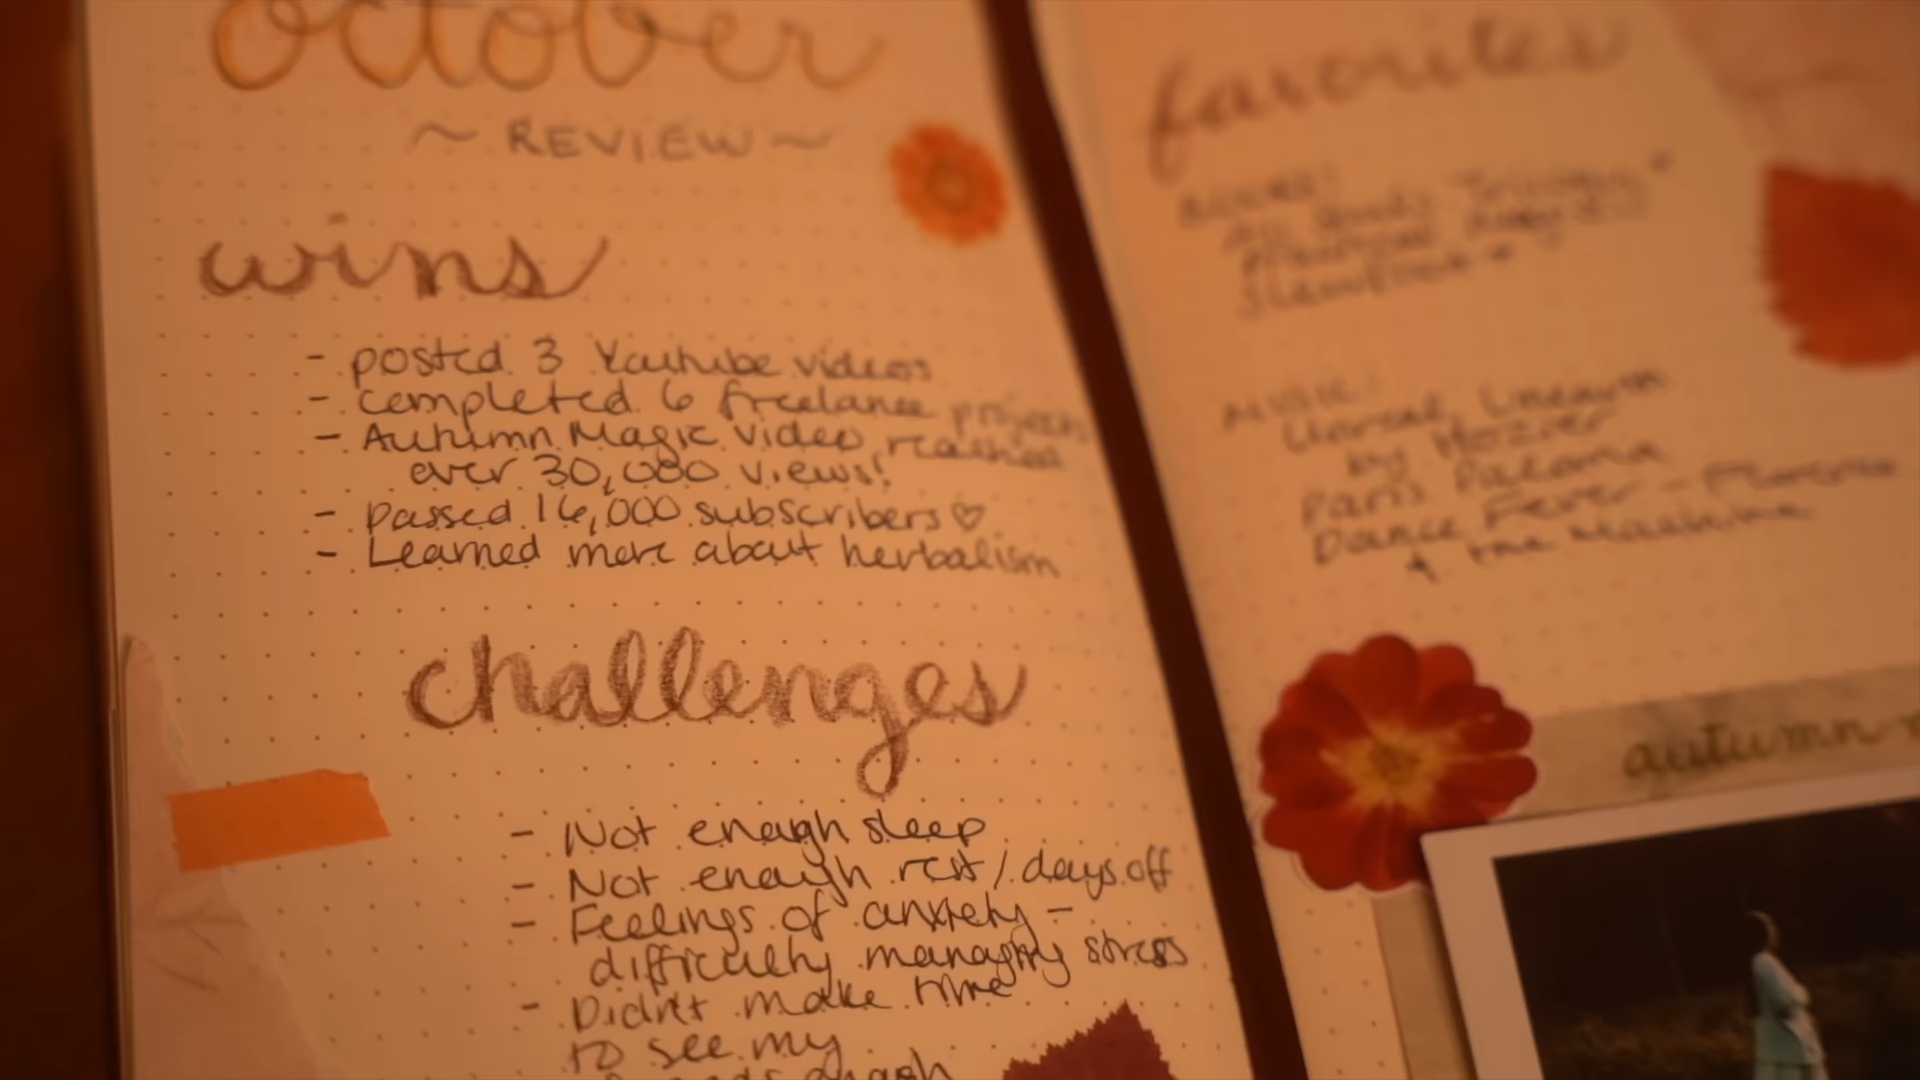 october
~ REVIEW ~
wins
- posted 3 Youtube videos
- completed 6 freelance projects
- Autumn Magic video reached
over 30,000 views!
- Passed 16,000 subscribers ♡
- Learned more about herbalism
challenges
- Not enough sleep
- Not enough rest / days off
- Feelings of anxiety -
difficulty managing stress
- Didn't make time
to see my
enough
favorites
Practical Magic
MUSIC:
Unreal Unearth
by Hozier
Paris Paloma
Dance Fever - Florence
+ the Machine
autumn